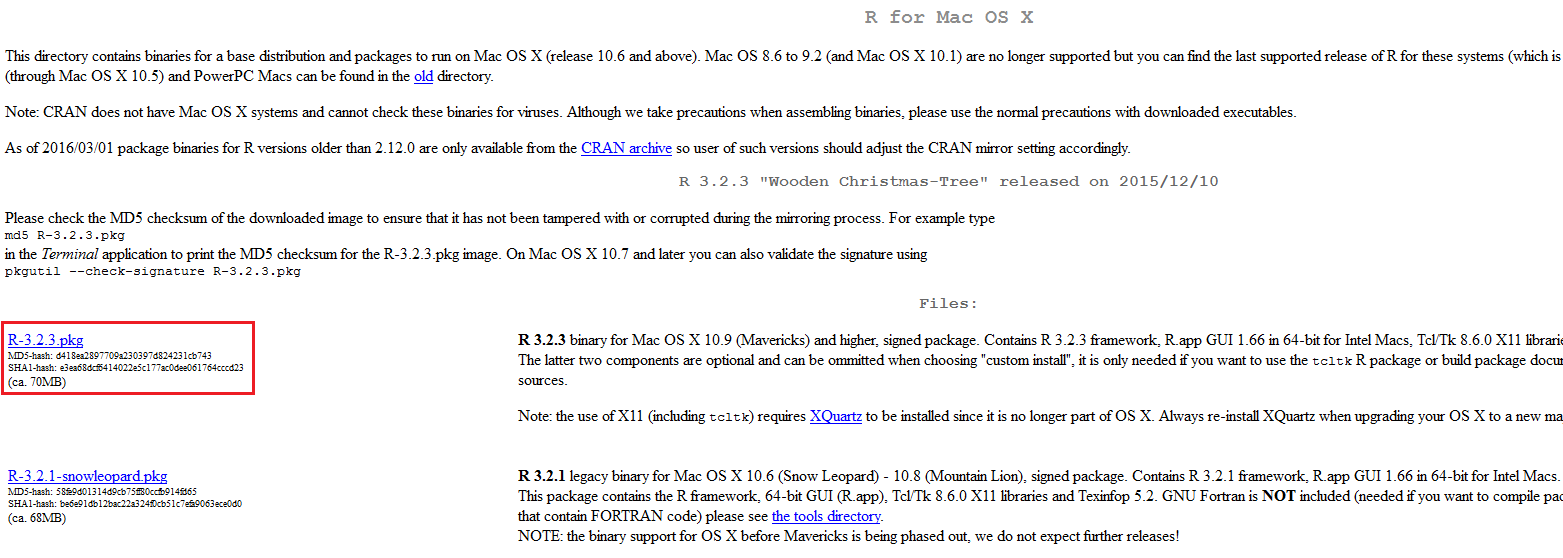 R for Mac OS X
This directory contains binaries for a base distribution and packages to run on Mac OS X (release 10.6 and above). Mac OS 8.6 to 9.2 (and Mac OS X 10.1) are no longer supported but you can find the last supported release of R for these systems (which is
(through Mac OS X 10.5) and PowerPC Macs can be found in the old directory.
Note: CRAN does not have Mac OS X systems and cannot check these binaries for viruses. Although we take precautions when assembling binaries, please use the normal precautions with downloaded executables.
As of 2016/03/01 package binaries for R versions older than 2.12.0 are only available from the CRAN archive so user of such versions should adjust the CRAN mirror setting accordingly.
R 3.2.3 "Wooden Christmas-Tree" released on 2015/12/10
Please check the MD5 checksum of the downloaded image to ensure that it has not been tampered with or corrupted during the mirroring process. For example type
md5 R-3.2.3.pkg
in the Terminal application to print the MD5 checksum for the R-3.2.3.pkg image. On Mac OS X 10.7 and later you can also validate the signature using
pkgutil --check-signature R-3.2.3.pkg
Files:
R-3.2.3.pkg
MD5-hash: d418ea2897709a230397d824231cb743
SHA1-hash: e3ea68dcf6414022e5c177ac0dee061764cccd23
(ca. 70MB)
R 3.2.3 binary for Mac OS X 10.9 (Mavericks) and higher, signed package. Contains R 3.2.3 framework, R.app GUI 1.66 in 64-bit for Intel Macs, Tcl/Tk 8.6.0 X11 librarie
The latter two components are optional and can be ommitted when choosing "custom install", it is only needed if you want to use the tcltk R package or build package docu
sources.
Note: the use of X11 (including tcltk) requires XQuartz to be installed since it is no longer part of OS X. Always re-install XQuartz when upgrading your OS X to a new ma
R-3.2.1-snowleopard.pkg
MD5-hash: 58fe9d01314d9cb75ff80ccfb914fd65
SHA1-hash: be6e91db12bac22a324f0cb51c7efa9063ece0d0
(ca. 68MB)
R 3.2.1 legacy binary for Mac OS X 10.6 (Snow Leopard) - 10.8 (Mountain Lion), signed package. Contains R 3.2.1 framework, R.app GUI 1.66 in 64-bit for Intel Macs.
This package contains the R framework, 64-bit GUI (R.app), Tcl/Tk 8.6.0 X11 libraries and Texinfop 5.2. GNU Fortran is NOT included (needed if you want to compile pac
that contain FORTRAN code) please see the tools directory.
NOTE: the binary support for OS X before Mavericks is being phased out, we do not expect further releases!